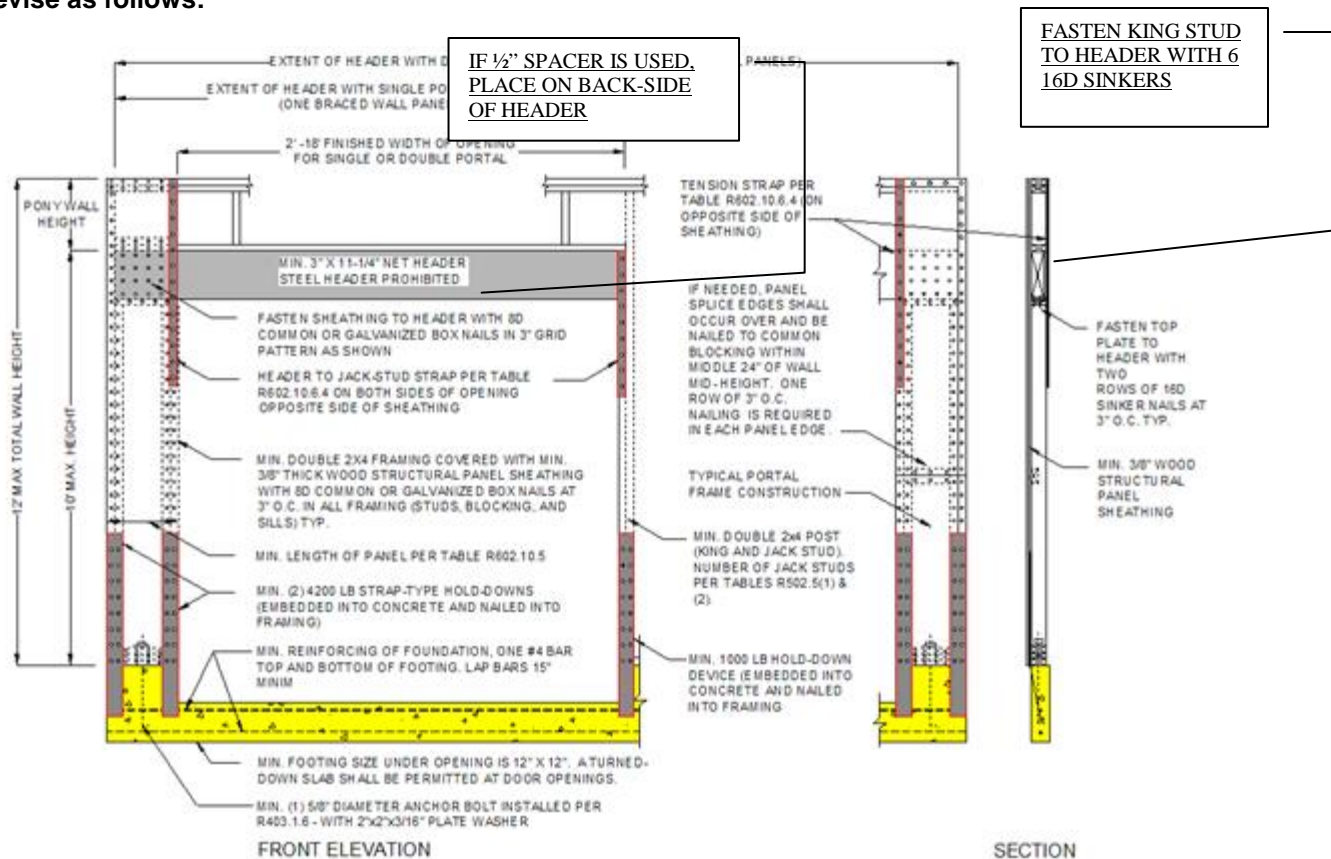 evise as follows:
EXTENT OF HEADER WITH D
PANELS)
IF ½” SPACER IS USED,
PLACE ON BACK-SIDE
OF HEADER
FASTEN KING STUD
TO HEADER WITH 6
16D SINKERS
EXTENT OF HEADER WITH SINGLE PO
(ONE BRACED WALL PANE
2' -18' FINISHED WIDTH OF OPENING
FOR SINGLE OR DOUBLE PORTAL
PONY WALL
HEIGHT
12' MAX TOTAL WALL HEIGHT
10' MAX. HEIGHT
MIN. 3" X 11-1/4" NET HEADER
STEEL HEADER PROHIBITED
FASTEN SHEATHING TO HEADER WITH 8D
COMMON OR GALVANIZED BOX NAILS IN 3" GRID
PATTERN AS SHOWN
HEADER TO JACK-STUD STRAP PER TABLE
R602.10.6.4 ON BOTH SIDES OF OPENING
OPPOSITE SIDE OF SHEATHING
MIN. DOUBLE 2X4 FRAMING COVERED WITH MIN.
3/8" THICK WOOD STRUCTURAL PANEL SHEATHING
WITH 8D COMMON OR GALVANIZED BOX NAILS AT
3" O.C. IN ALL FRAMING (STUDS, BLOCKING, AND
SILLS) TYP.
MIN. LENGTH OF PANEL PER TABLE R602.10.5
MIN. (2) 4200 LB STRAP-TYPE HOLD-DOWNS
(EMBEDDED INTO CONCRETE AND NAILED INTO
FRAMING)
MIN. REINFORCING OF FOUNDATION, ONE #4 BAR
TOP AND BOTTOM OF FOOTING. LAP BARS 15"
MINIM
MIN. FOOTING SIZE UNDER OPENING IS 12" X 12". A TURNED-
DOWN SLAB SHALL BE PERMITTED AT DOOR OPENINGS.
MIN. (1) 5/8" DIAMETER ANCHOR BOLT INSTALLED PER
R403.1.6 - WITH 2"x2"x3/16" PLATE WASHER
FRONT ELEVATION
TENSION STRAP PER
TABLE R602.10.6.4 (ON
OPPOSITE SIDE OF
SHEATHING)
IF NEEDED, PANEL
SPLICE EDGES SHALL
OCCUR OVER AND BE
NAILED TO COMMON
BLOCKING WITHIN
MIDDLE 24" OF WALL
MID-HEIGHT. ONE
ROW OF 3" O.C.
NAILING IS REQUIRED
IN EACH PANEL EDGE.
TYPICAL PORTAL
FRAME CONSTRUCTION
MIN. DOUBLE 2x4 POST
(KING AND JACK STUD).
NUMBER OF JACK STUDS
PER TABLES R502.5(1) &
(2)
MIN. 1000 LB HOLD-DOWN
DEVICE (EMBEDDED INTO
CONCRETE AND NAILED
INTO FRAMING
FASTEN TOP
PLATE TO
HEADER WITH
TWO
ROWS OF 16D
SINKER NAILS AT
3" O.C. TYP.
MIN. 3/8" WOOD
STRUCTURAL
PANEL
SHEATHING
SECTION